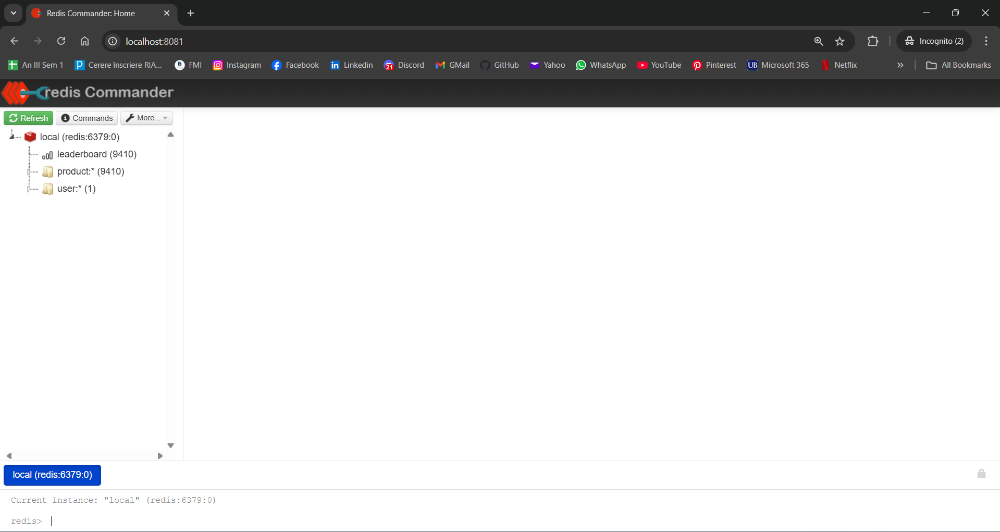 Redis Commander: Home
localhost:8081
Incognito (2)
An III Sem 1
Cerere înscriere RIA...
FMI
Instagram
Facebook
Linkedin
21
Discord
GMail
GitHub
Yahoo
WhatsApp
YouTube
Pinterest
UB
Microsoft 365
Netflix
All Bookmarks
redis Commander
Refresh
Commands
More...
local (redis:6379:0)
leaderboard (9410)
product:* (9410)
user:* (1)
local (redis:6379:0)
Current Instance: "local" (redis:6379:0)
redis>